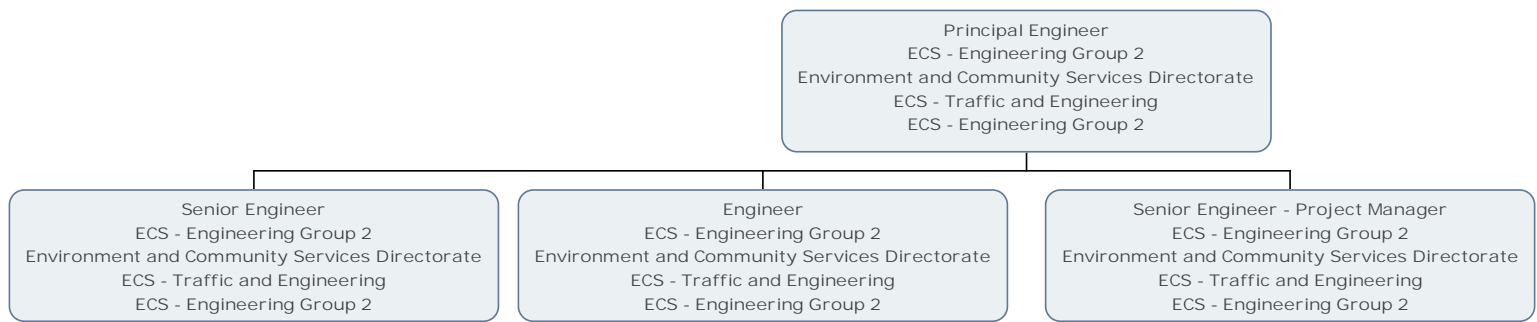 Principal Engineer
ECS - Engineering Group 2
Environment and Community Services Directorate
ECS - Traffic and Engineering
ECS - Engineering Group 2
Senior Engineer
ECS - Engineering Group 2
Environment and Community Services Directorate
ECS - Traffic and Engineering
ECS - Engineering Group 2
Engineer
ECS - Engineering Group 2
Environment and Community Services Directorate
ECS - Traffic and Engineering
ECS - Engineering Group 2
Senior Engineer - Project Manager
ECS - Engineering Group 2
Environment and Community Services Directorate
ECS - Traffic and Engineering
ECS - Engineering Group 2